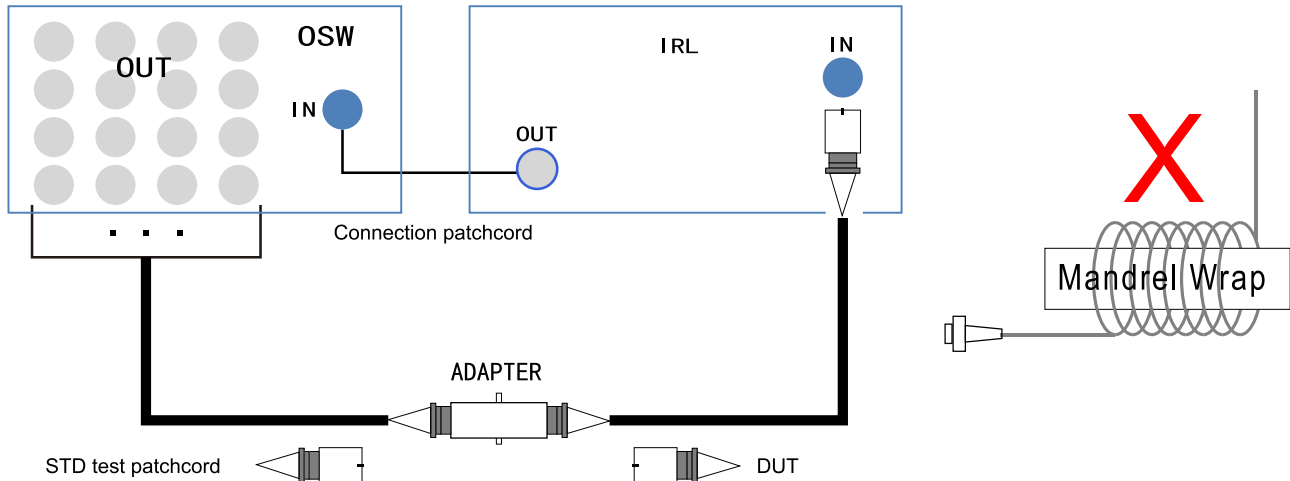 OSW
OUT
IN
IRL
IN
OUT
Connection patchcord
X
Mandrel Wrap
ADAPTER
STD test patchcord
DUT